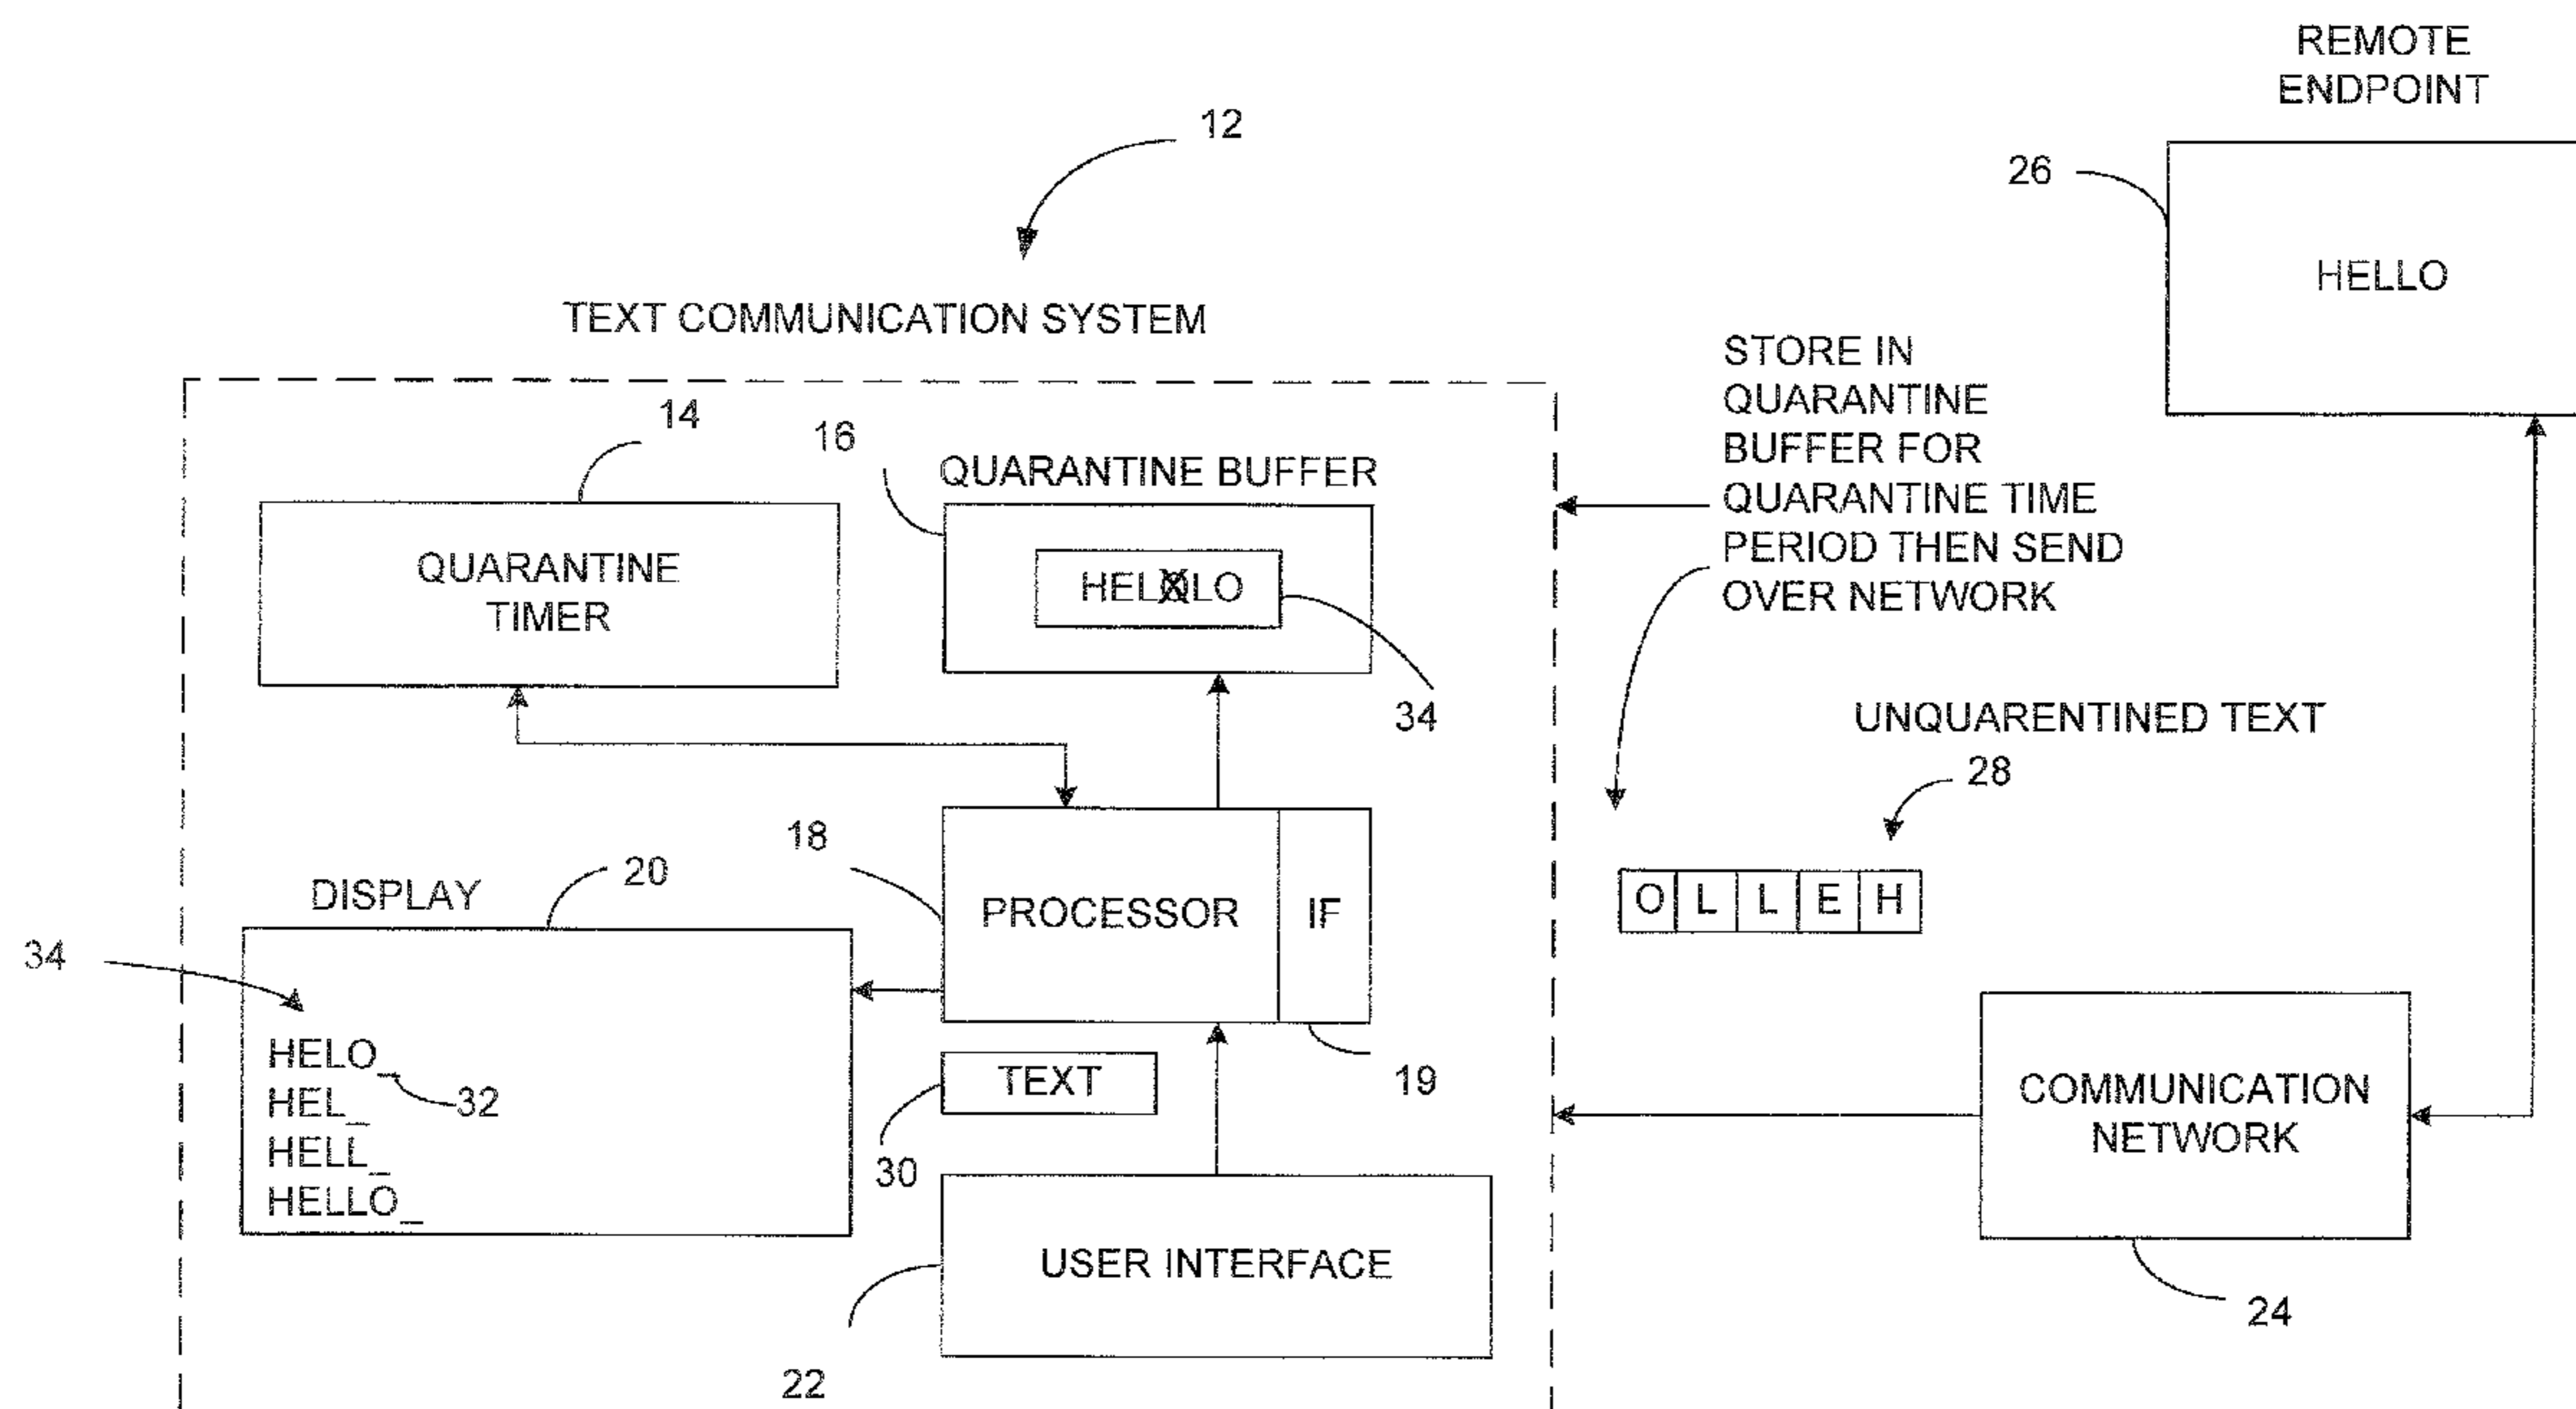 REMOTE
ENDPOINT
12
26
HELLO
TEXT COMMUNICATION SYSTEM
STORE IN
QUARANTINE
BUFFER FOR
QUARANTINE TIME
PERIOD THEN SEND
OVER NETWORK
14
16
QUARANTINE BUFFER
QUARANTINE
TIMER
HELOLO
34
UNQUARENTINED TEXT
28
18
20
DISPLAY
PROCESSOR
IF
O L L E H
34
HELO_
32
HEL_
HELL_
HELLO_
TEXT
30
19
COMMUNICATION
NETWORK
USER INTERFACE
24
22